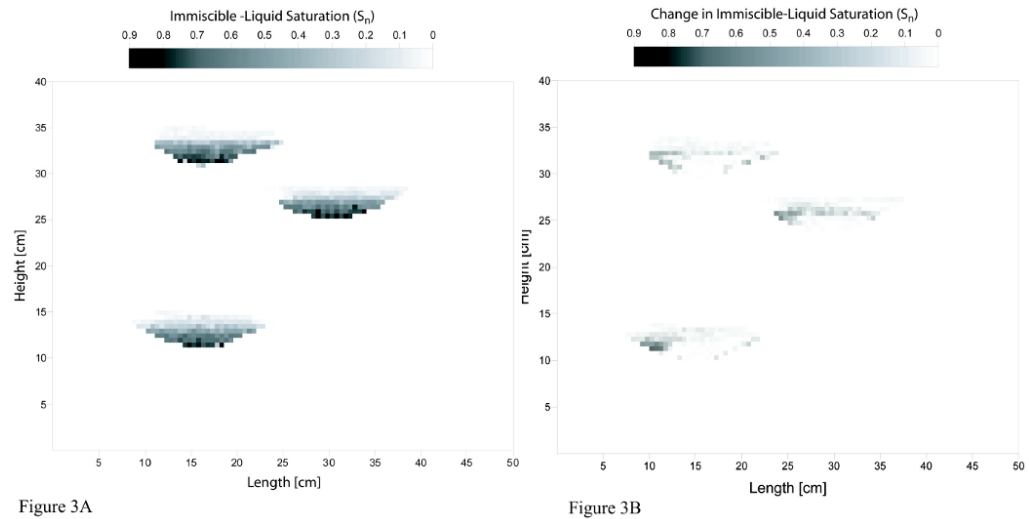 Immiscible -Liquid Saturation (Sn)
0.9 0.8 0.7 0.6 0.5 0.4 0.3 0.2 0.1 0
40
35
30
25
20
15
10
5
Height [cm]
5 10 15 20 25 30 35 40 45 50
Length [cm]
Figure 3A
Change in Immiscible-Liquid Saturation (Sn)
0.9 0.8 0.7 0.6 0.5 0.4 0.3 0.2 0.1 0
40
35
30
25
20
15
10
5
Height [cm]
5 10 15 20 25 30 35 40 45 50
Length [cm]
Figure 3B